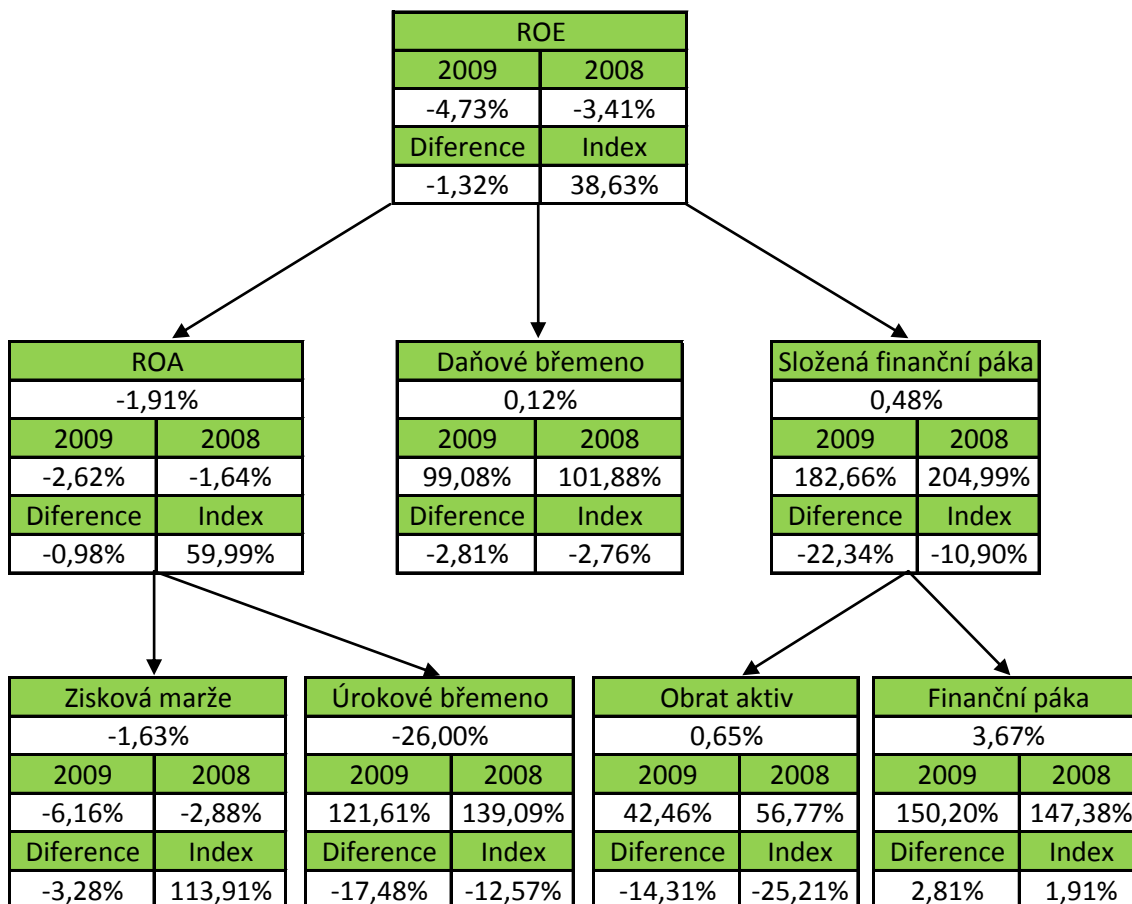 ROE
2009 2008
-4,73% -3,41%
Diference Index
-1,32% 38,63%
ROA
-1,91%
2009 2008
-2,62% -1,64%
Diference Index
-0,98% 59,99%
Daňové břemeno
0,12%
2009 2008
99,08% 101,88%
Diference Index
-2,81% -2,76%
Složená finanční páka
0,48%
2009 2008
182,66% 204,99%
Diference Index
-22,34% -10,90%
Zisková marže
-1,63%
2009 2008
-6,16% -2,88%
Diference Index
-3,28% 113,91%
Úrokové břemeno
-26,00%
2009 2008
121,61% 139,09%
Diference Index
-17,48% -12,57%
Obrat aktiv
0,65%
2009 2008
42,46% 56,77%
Diference Index
-14,31% -25,21%
Finanční páka
3,67%
2009 2008
150,20% 147,38%
Diference Index
2,81% 1,91%